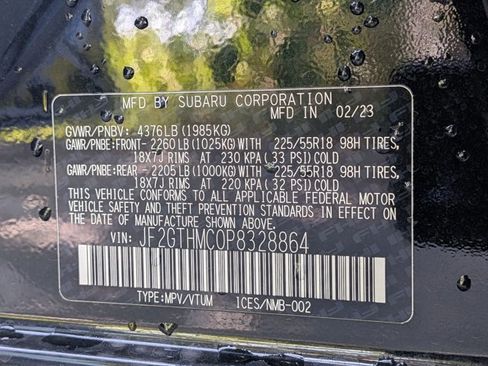 MFD BY SUBARU CORPORATION
MFD IN 02/23
GVWR/PNBV: 4376LB (1985KG)
GAWR/PNBE:FRONT- 2260LB (1025KG) WITH 225/55R18 98H TIRES,
18X7J RIMS AT 230 KPA (33 PSI) COLD
GAWR/PNBE:REAR - 2205LB (1000KG) WITH 225/55R18 98H TIRES,
18X7J RIMS AT 220 KPA (32 PSI) COLD
THIS VEHICLE CONFORMS TO ALL APPLICABLE FEDERAL MOTOR
VEHICLE SAFETY AND THEFT PREVENTION STANDARDS IN EFFECT ON
THE DATE OF MANUFACTURE SHOWN ABOVE.
VIN: JF2GTHMC0P8328864
TYPE:MPV/VTUM ICES/NMB-002